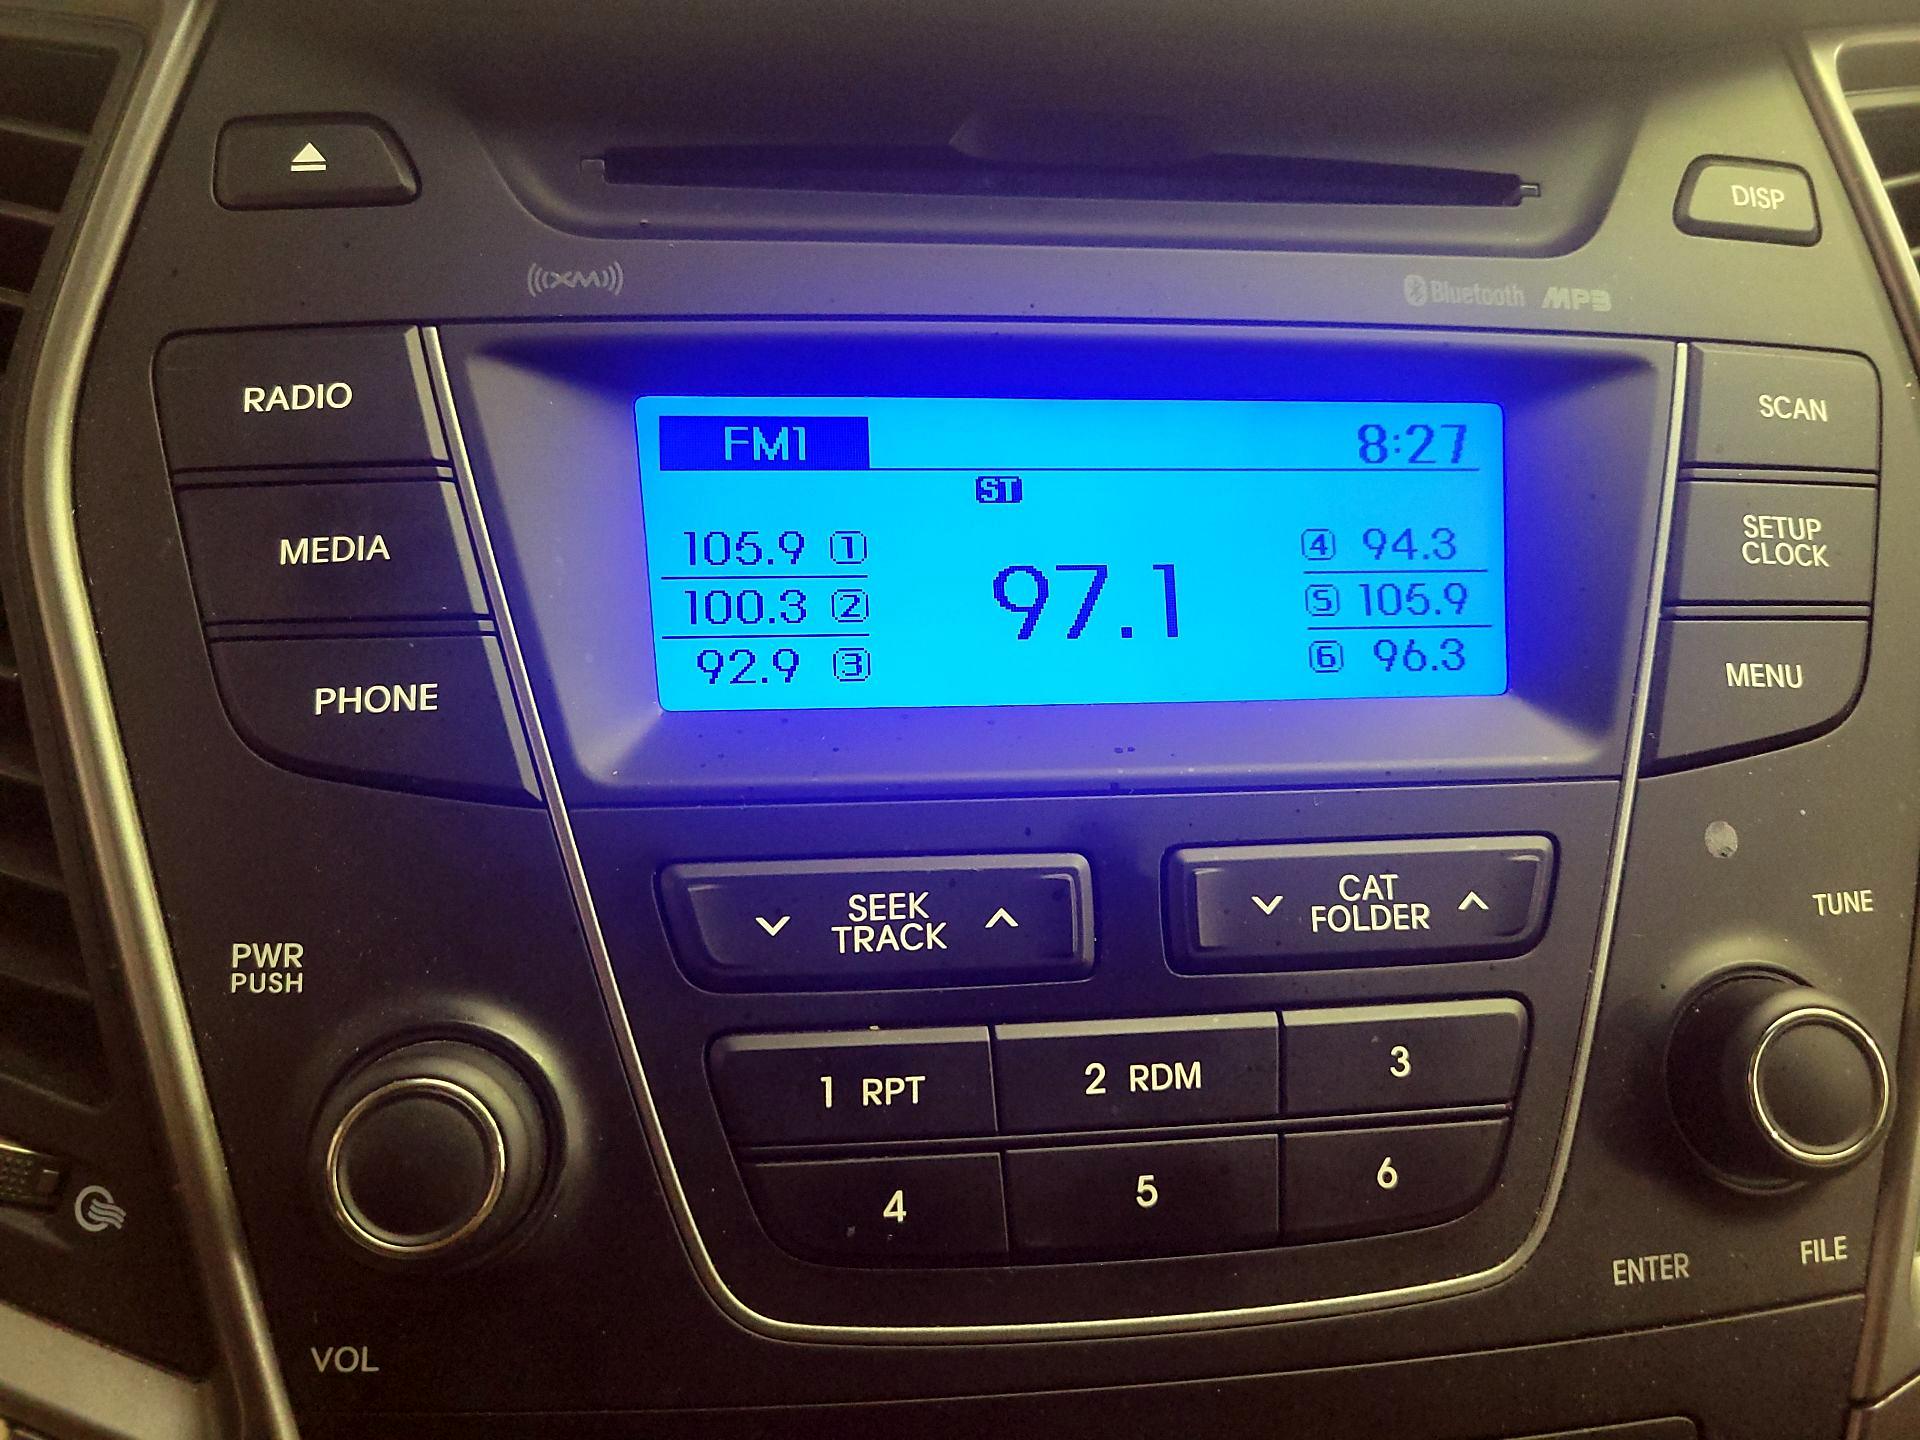 DISP
XM
Bluetooth MP3
RADIO
MEDIA
PHONE
FM1
8:27
ST
105.9 1
100.3 2
92.9 3
97.1
4 94.3
5 105.9
6 96.3
SCAN
SETUP
CLOCK
MENU
SEEK
TRACK
CAT
FOLDER
PWR
PUSH
VOL
1 RPT
2 RDM
3
4
5
6
TUNE
ENTER
FILE